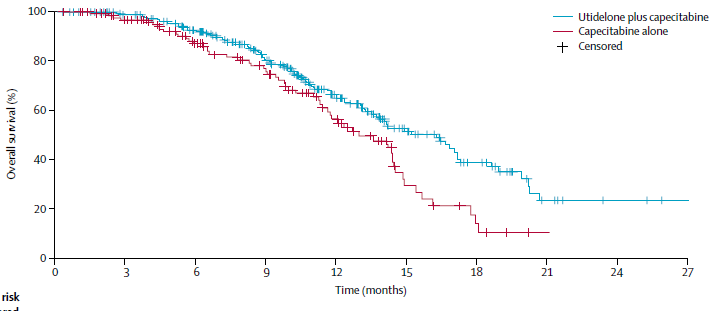 Utidelone plus capecitabine
Capecitabine alone
Censored
Overall survival (%)
100
80
60
40
20
0
0 3 6 9 12 15 18 21 24 27
Time (months)
risk